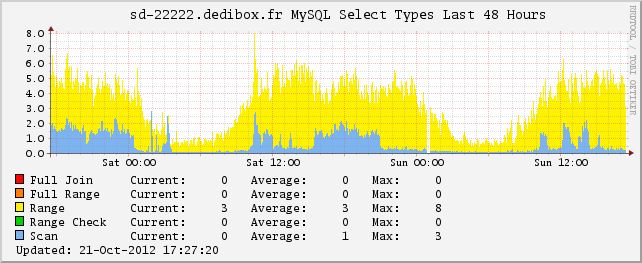 sd-22222.dedibox.fr MySQL Select Types Last 48 Hours
RRDTOOL / TOBI OETIKER
8.0
7.0
6.0
5.0
4.0
3.0
2.0
1.0
0.0
Sat 00:00 Sat 12:00 Sun 00:00 Sun 12:00
Full Join Current: 0 Average: 0 Max: 0
Full Range Current: 0 Average: 0 Max: 0
Range Current: 3 Average: 3 Max: 8
Range Check Current: 0 Average: 0 Max: 0
Scan Current: 0 Average: 1 Max: 3
Updated: 21-Oct-2012 17:27:20